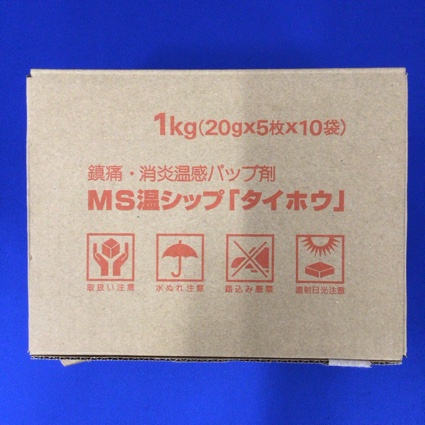 1kg(20g×5枚×10袋)
鎮痛・消炎温感パップ剤
MS温シップ「タイホウ」
取扱い注意 水ぬれ注意 踏込み厳禁 直射日光注意